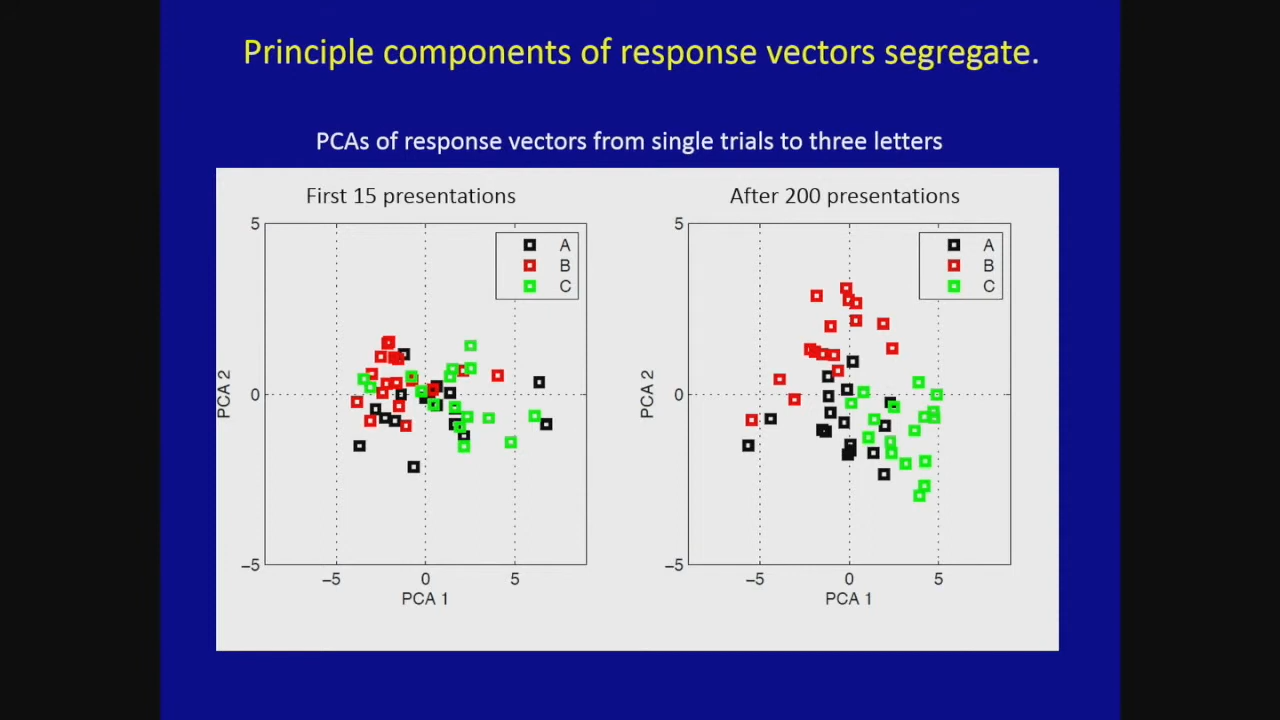 Principle components of response vectors segregate.
PCAs of response vectors from single trials to three letters
First 15 presentations
5
0
−5
PCA 2
A
B
C
−5 0 5
PCA 1
After 200 presentations
5
0
−5
PCA 2
A
B
C
−5 0 5
PCA 1